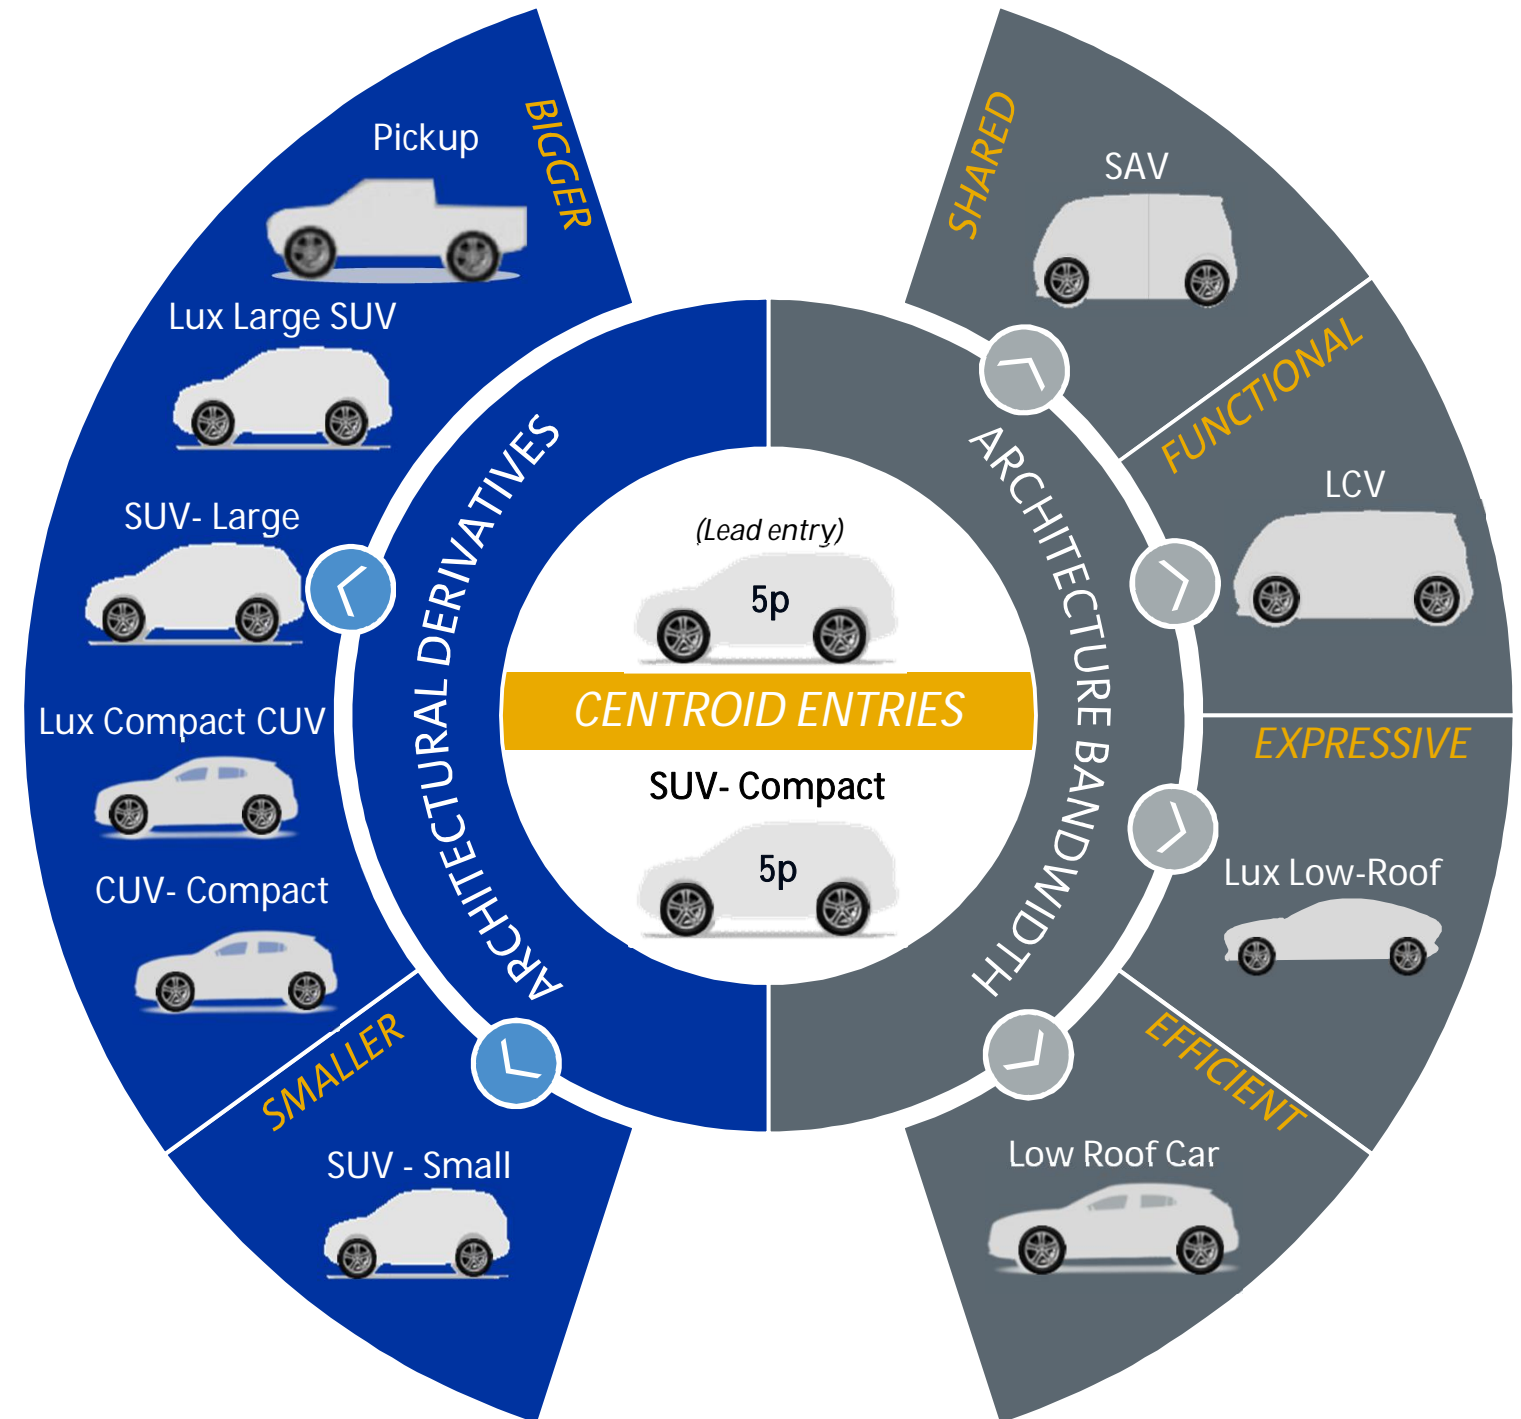 BIGGER
Pickup
Lux Large SUV
SUV- Large
Lux Compact CUV
CUV- Compact
SMALLER
SUV - Small
ARCHITECTURAL DERIVATIVES
(Lead entry)
5p
CENTROID ENTRIES
SUV- Compact
5p
ARCHITECTURE BANDWIDTH
SHARED
SAV
FUNCTIONAL
LCV
EXPRESSIVE
Lux Low-Roof
EFFICIENT
Low Roof Car